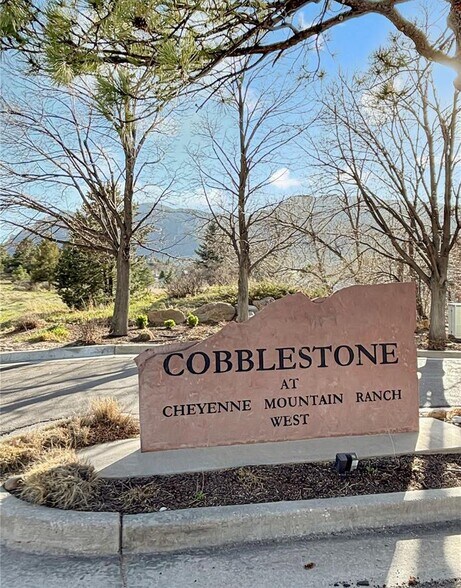 COBBLESTONE
AT
CHEYENNE MOUNTAIN RANCH
WEST